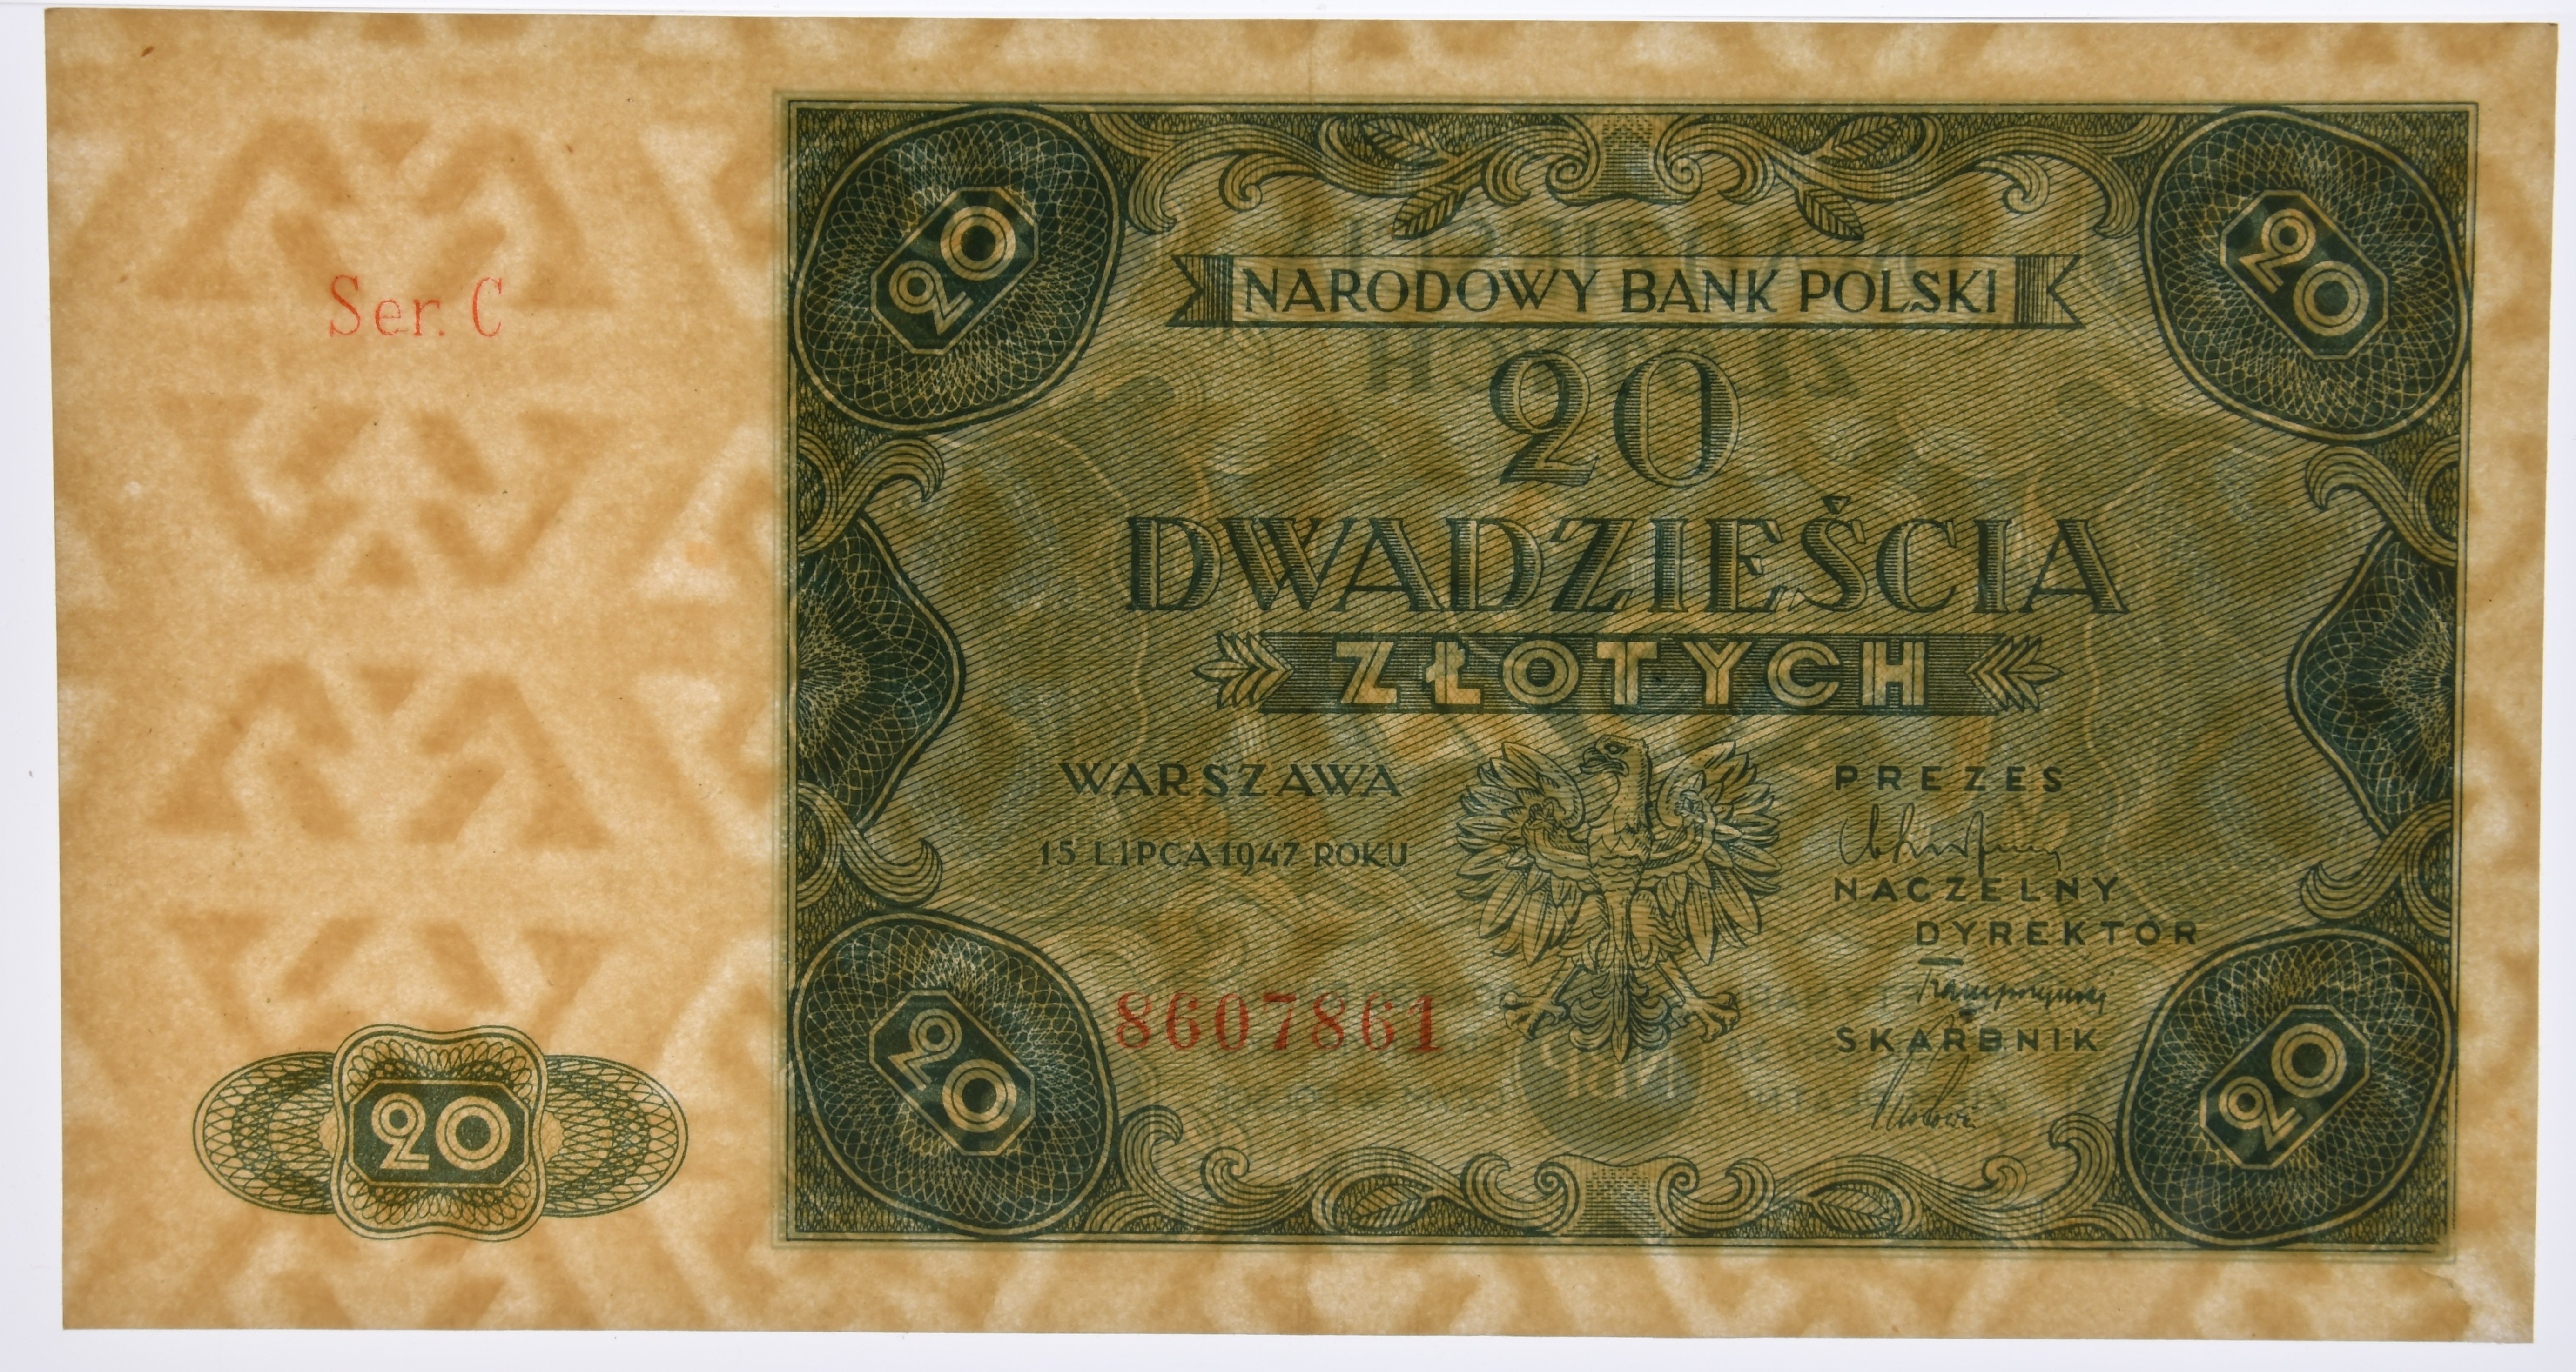 20
20
Ser. C
NARODOWY BANK POLSKI
20
DWADZIEŚCIA
ZŁOTYCH
WARSZAWA
15 LIPCA 1947 ROKU
PREZES
NACZELNY
DYREKTOR
SKARBNIK
8607861
20
20
20